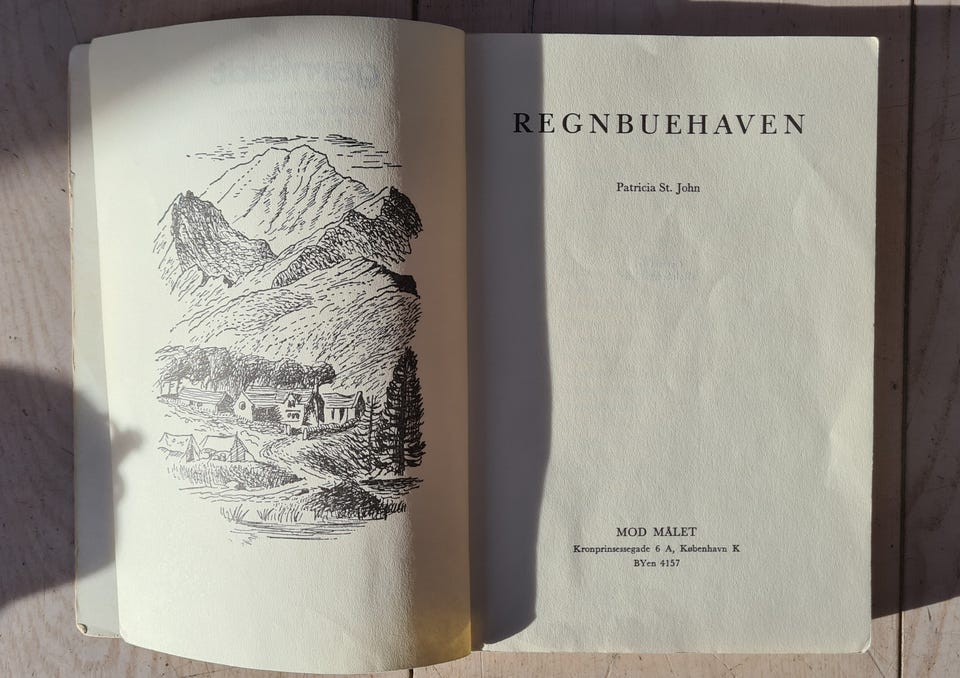 REGNBUEHAVEN
Patricia St. John
MOD MÅLET
Kronprinsessegade 6 A, København K
BYen 4157